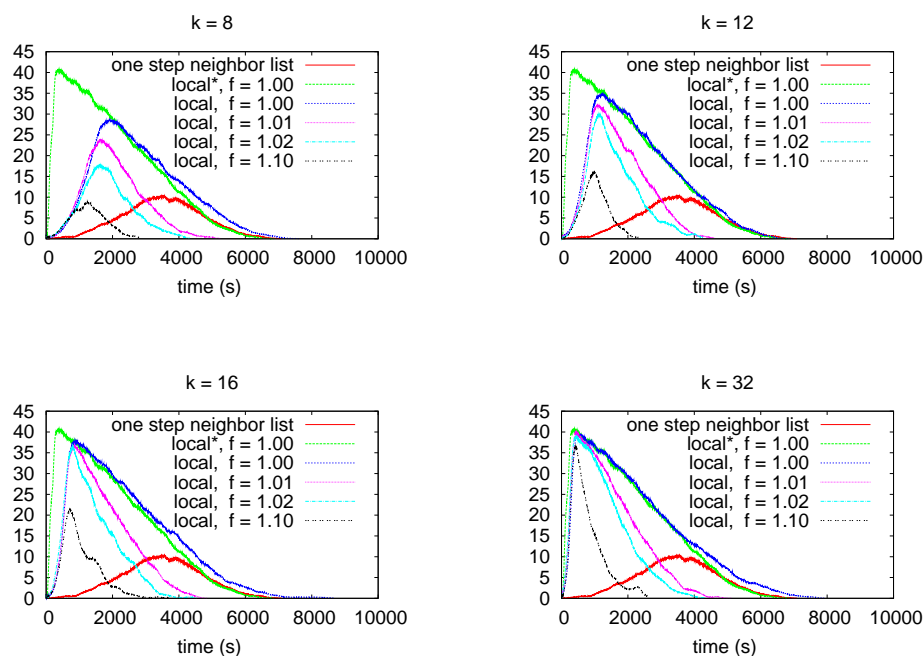 k = 8
45
40
35
30
25
20
15
10
5
0
one step neighbor list
local*, f = 1.00
local, f = 1.00
local, f = 1.01
local, f = 1.02
local, f = 1.10
0 2000 4000 6000 8000 10000
time (s)
k = 12
45
40
35
30
25
20
15
10
5
0
one step neighbor list
local*, f = 1.00
local, f = 1.00
local, f = 1.01
local, f = 1.02
local, f = 1.10
0 2000 4000 6000 8000 10000
time (s)
k = 16
45
40
35
30
25
20
15
10
5
0
one step neighbor list
local*, f = 1.00
local, f = 1.00
local, f = 1.01
local, f = 1.02
local, f = 1.10
0 2000 4000 6000 8000 10000
time (s)
k = 32
45
40
35
30
25
20
15
10
5
0
one step neighbor list
local*, f = 1.00
local, f = 1.00
local, f = 1.01
local, f = 1.02
local, f = 1.10
0 2000 4000 6000 8000 10000
time (s)